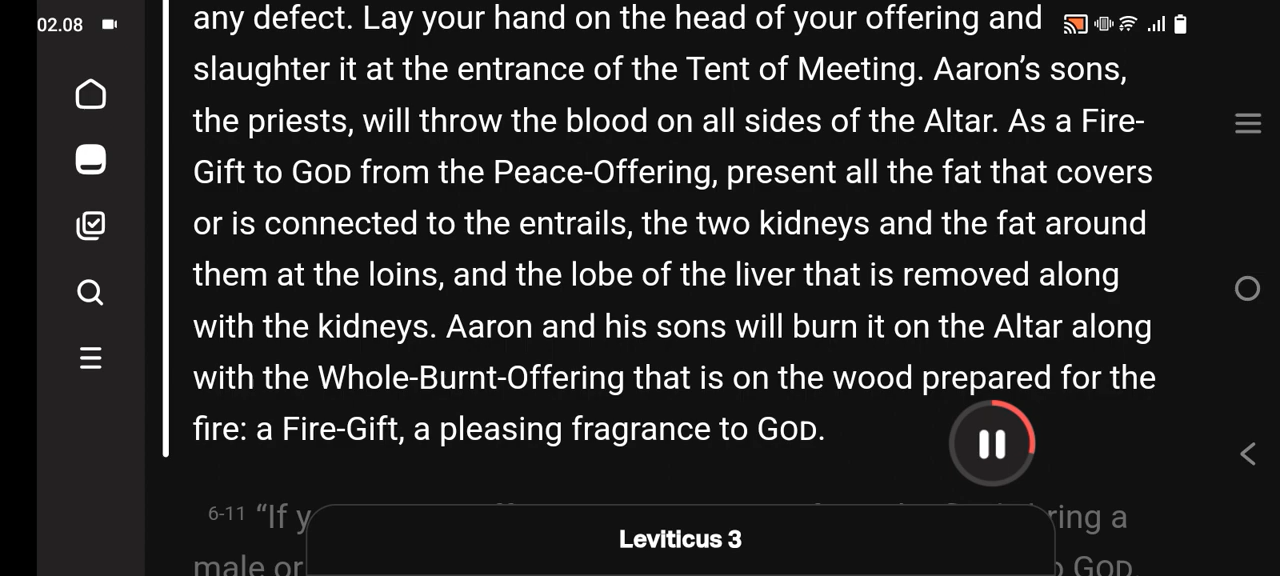 02.08
any defect. Lay your hand on the head of your offering and
slaughter it at the entrance of the Tent of Meeting. Aaron’s sons,
the priests, will throw the blood on all sides of the Altar. As a Fire-
Gift to GOD from the Peace-Offering, present all the fat that covers
or is connected to the entrails, the two kidneys and the fat around
them at the loins, and the lobe of the liver that is removed along
with the kidneys. Aaron and his sons will burn it on the Altar along
with the Whole-Burnt-Offering that is on the wood prepared for the
fire: a Fire-Gift, a pleasing fragrance to GOD.
6-11 “If a
male or GOD.
Leviticus 3